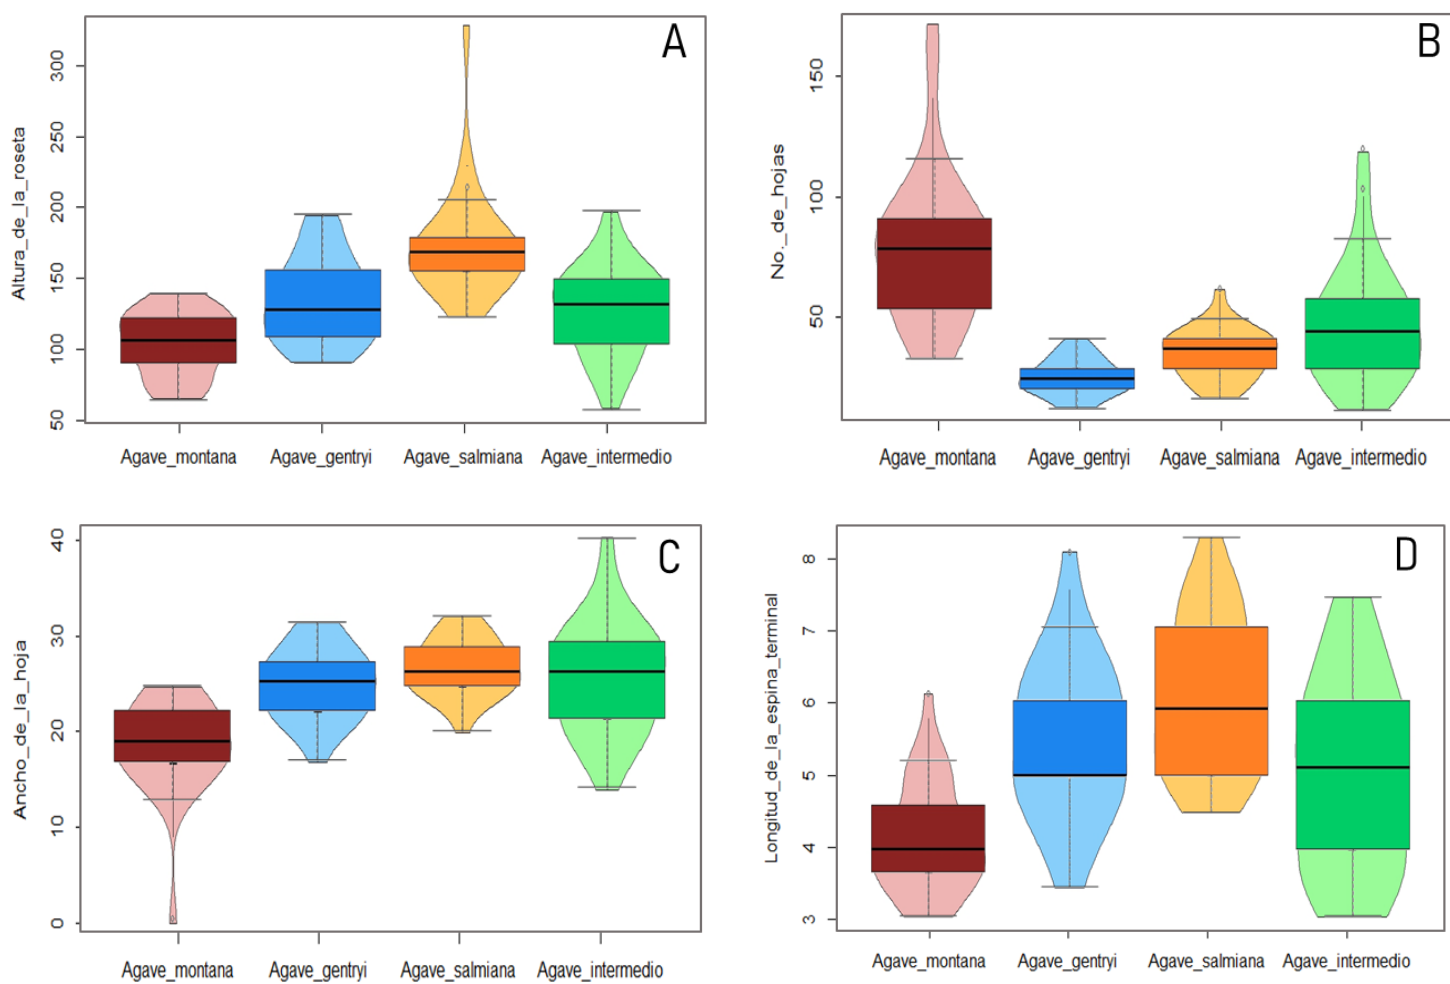 A
Altura_de_la_roseta
300
250
200
150
100
50
Agave_montana Agave_gentryi Agave_salmiana Agave_intermedio
B
No._de_hojas
150
100
50
Agave_montana Agave_gentryi Agave_salmiana Agave_intermedio
C
Ancho_de_la_hoja
40
30
20
10
0
Agave_montana Agave_gentryi Agave_salmiana Agave_intermedio
D
Longitud_de_la_espina_terminal
8
7
6
5
4
3
Agave_montana Agave_gentryi Agave_salmiana Agave_intermedio